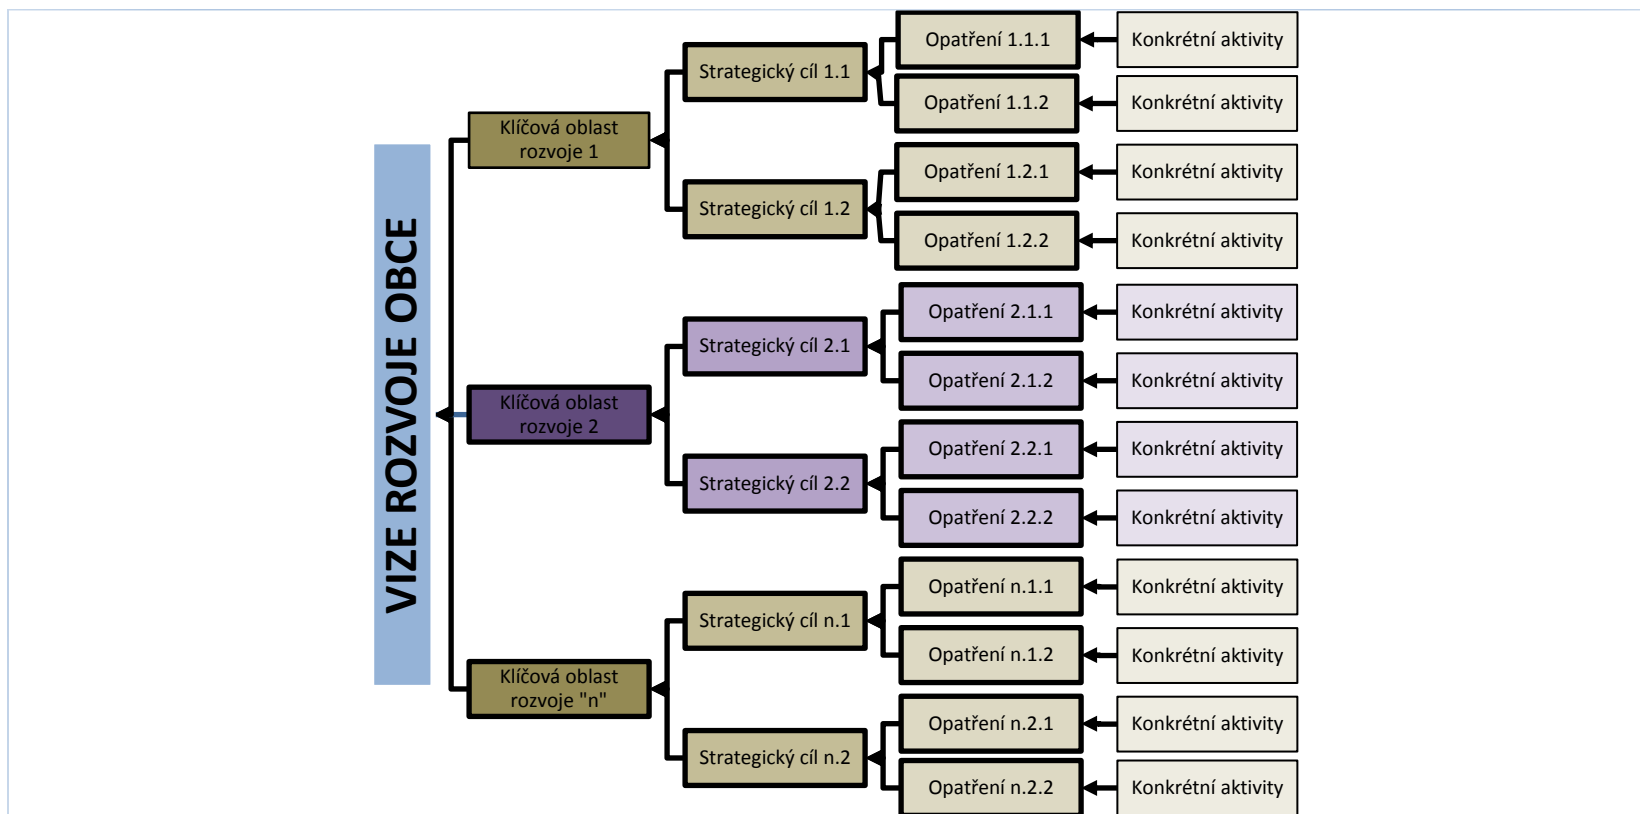 VIZE ROZVOJE OBCE
Klíčová oblast
rozvoje 1
Strategický cíl 1.1
Opatření 1.1.1
Konkrétní aktivity
Opatření 1.1.2
Konkrétní aktivity
Strategický cíl 1.2
Opatření 1.2.1
Konkrétní aktivity
Opatření 1.2.2
Konkrétní aktivity
Klíčová oblast
rozvoje 2
Strategický cíl 2.1
Opatření 2.1.1
Konkrétní aktivity
Opatření 2.1.2
Konkrétní aktivity
Strategický cíl 2.2
Opatření 2.2.1
Konkrétní aktivity
Opatření 2.2.2
Konkrétní aktivity
Klíčová oblast
rozvoje "n"
Strategický cíl n.1
Opatření n.1.1
Konkrétní aktivity
Opatření n.1.2
Konkrétní aktivity
Strategický cíl n.2
Opatření n.2.1
Konkrétní aktivity
Opatření n.2.2
Konkrétní aktivity